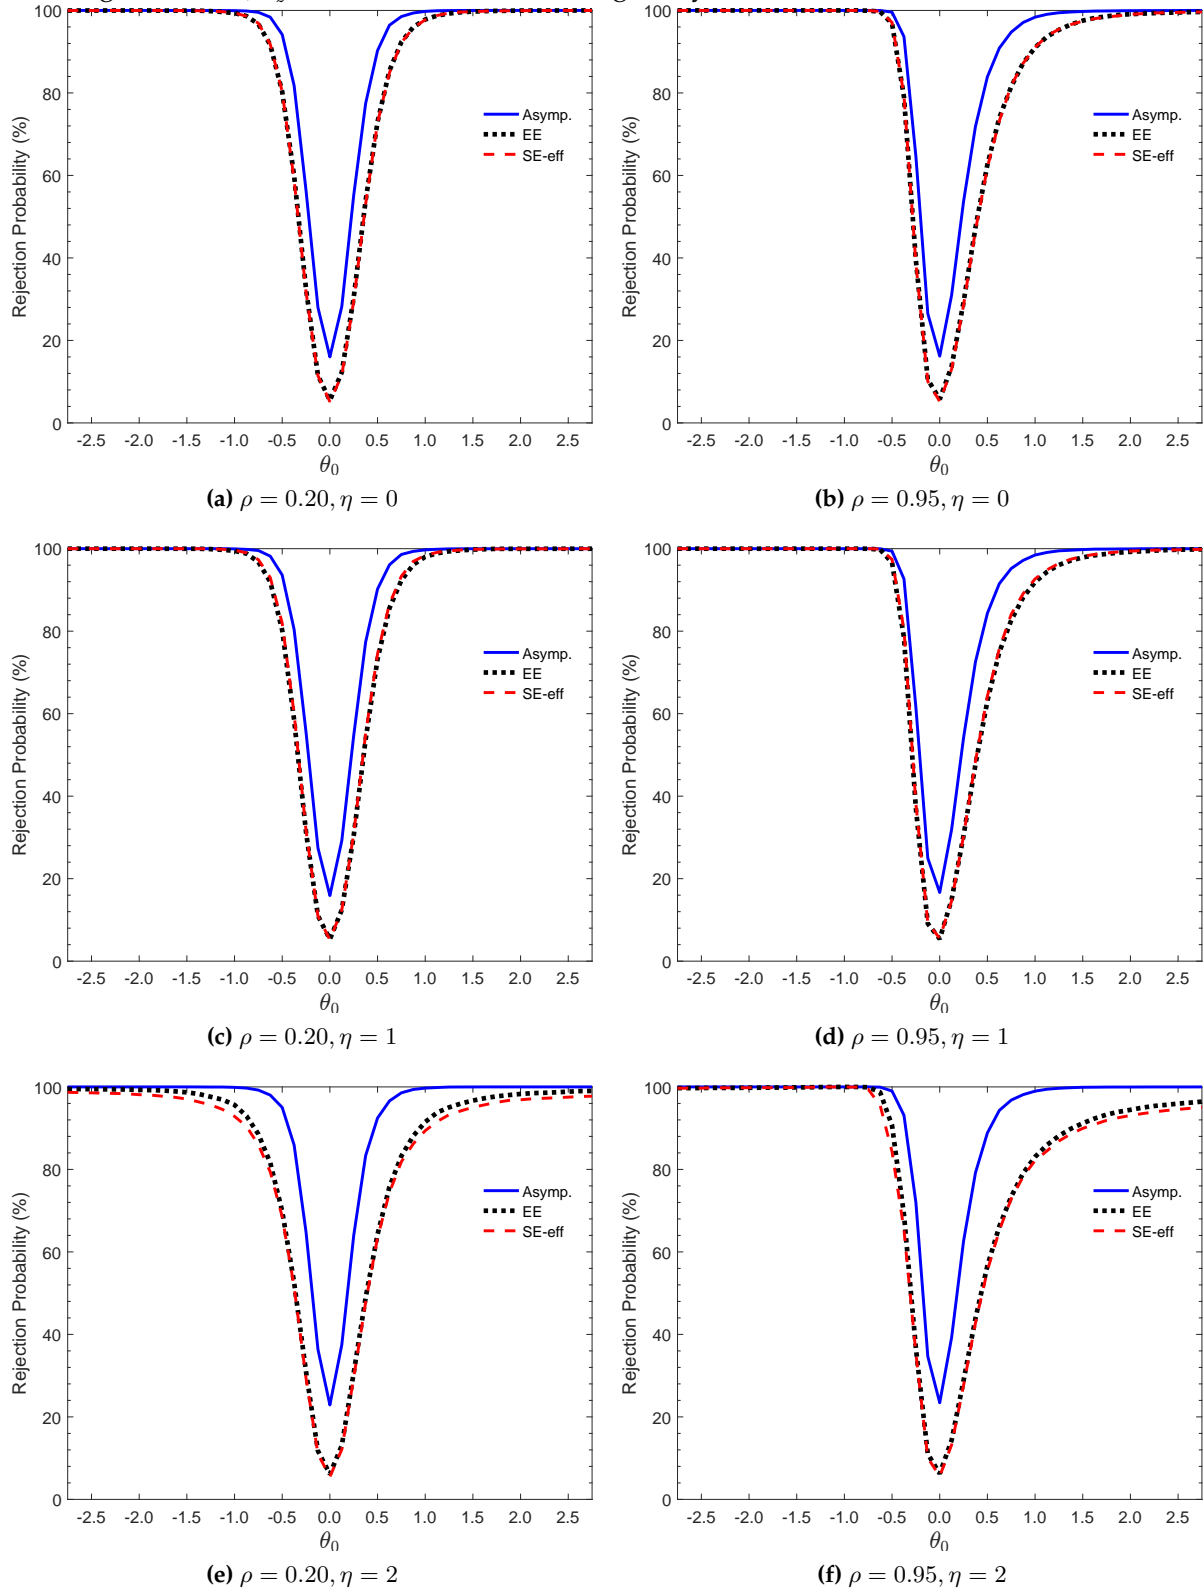 100
80
60
40
20
0
Rejection Probability (%)
Asymp.
EE
SE-eff
-2.5 -2.0 -1.5 -1.0 -0.5 0.0 0.5 1.0 1.5 2.0 2.5
θ0
(a) ρ = 0.20, η = 0
100
80
60
40
20
0
Rejection Probability (%)
Asymp.
EE
SE-eff
-2.5 -2.0 -1.5 -1.0 -0.5 0.0 0.5 1.0 1.5 2.0 2.5
θ0
(b) ρ = 0.95, η = 0
100
80
60
40
20
0
Rejection Probability (%)
Asymp.
EE
SE-eff
-2.5 -2.0 -1.5 -1.0 -0.5 0.0 0.5 1.0 1.5 2.0 2.5
θ0
(c) ρ = 0.20, η = 1
100
80
60
40
20
0
Rejection Probability (%)
Asymp.
EE
SE-eff
-2.5 -2.0 -1.5 -1.0 -0.5 0.0 0.5 1.0 1.5 2.0 2.5
θ0
(d) ρ = 0.95, η = 1
100
80
60
40
20
0
Rejection Probability (%)
Asymp.
EE
SE-eff
-2.5 -2.0 -1.5 -1.0 -0.5 0.0 0.5 1.0 1.5 2.0 2.5
θ0
(e) ρ = 0.20, η = 2
100
80
60
40
20
0
Rejection Probability (%)
Asymp.
EE
SE-eff
-2.5 -2.0 -1.5 -1.0 -0.5 0.0 0.5 1.0 1.5 2.0 2.5
θ0
(f) ρ = 0.95, η = 2